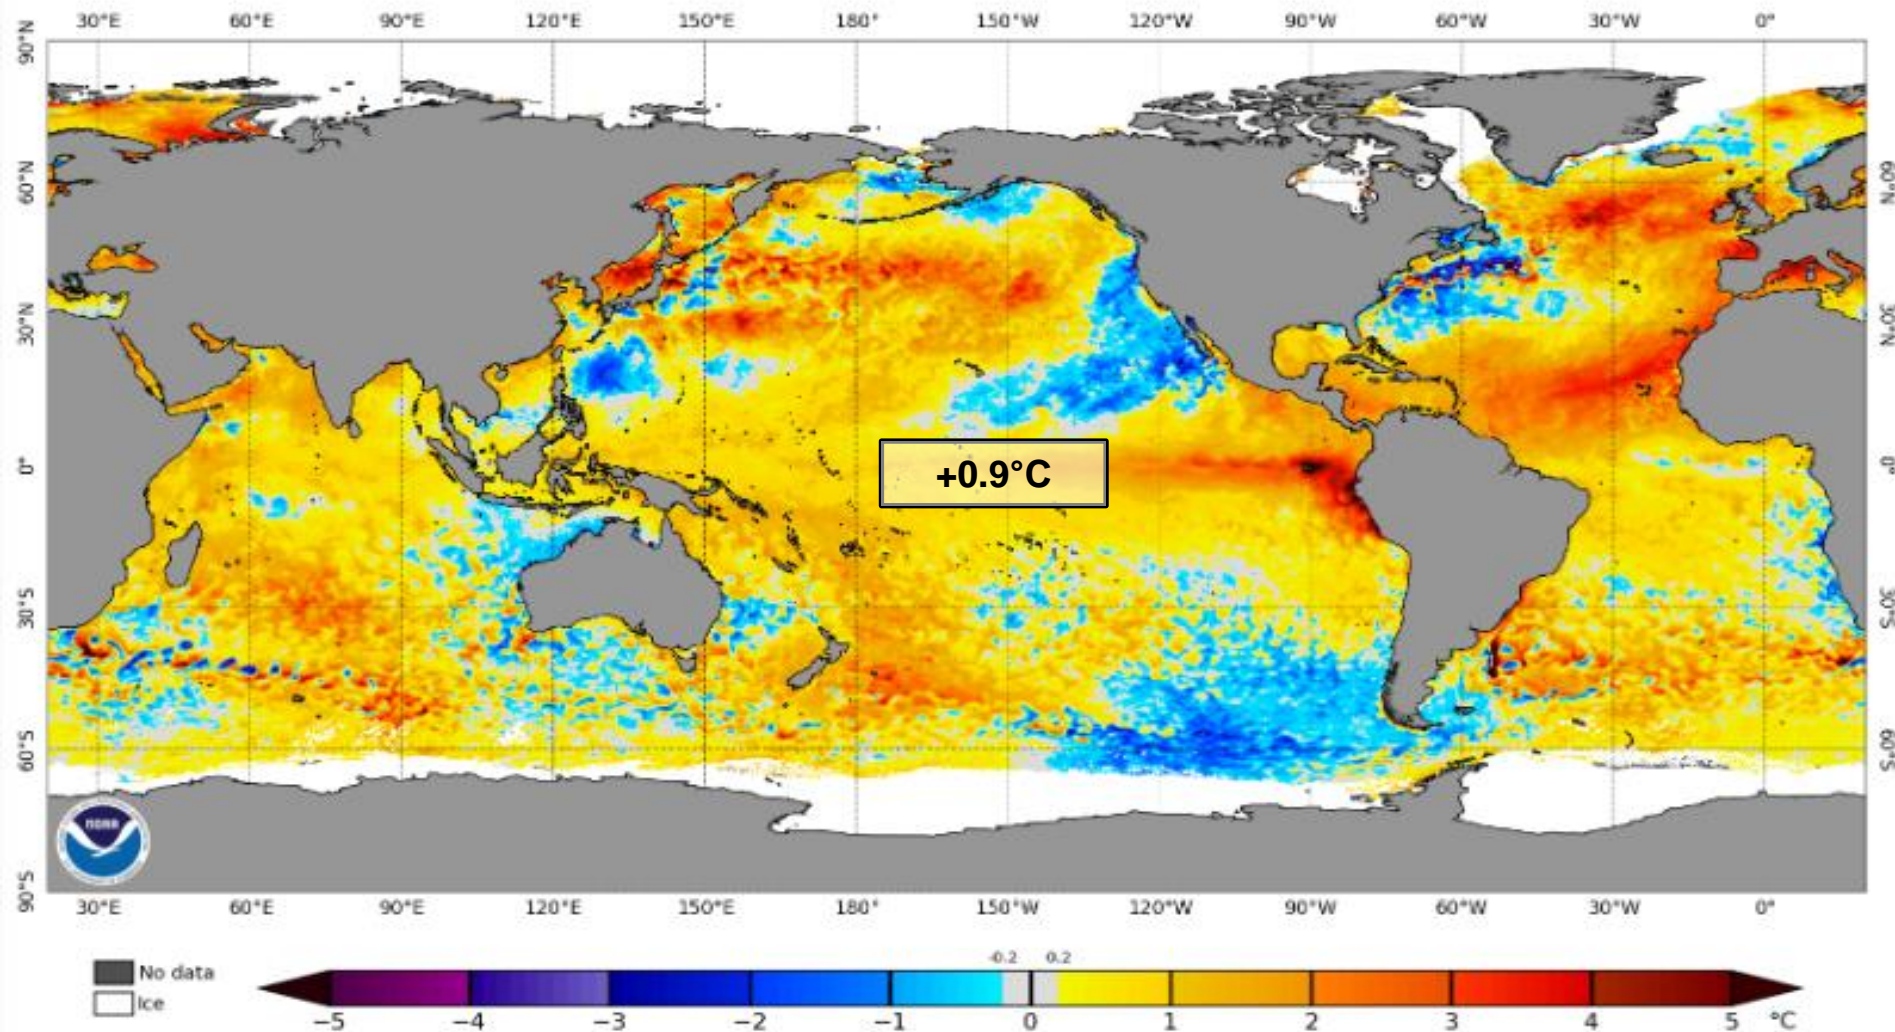 30°E 60°E 90°E 120°E 150°E 180° 150°W 120°W 90°W 60°W 30°W 0°
90°N
60°N 60°N
30°N 30°N
0° 0°
+0.9°C
30°S 30°S
60°S 60°S
NOAA
90°S
30°E 60°E 90°E 120°E 150°E 180° 150°W 120°W 90°W 60°W 30°W 0°
-0.2 0.2
No data
Ice
−5 −4 −3 −2 −1 0 1 2 3 4 5 °C